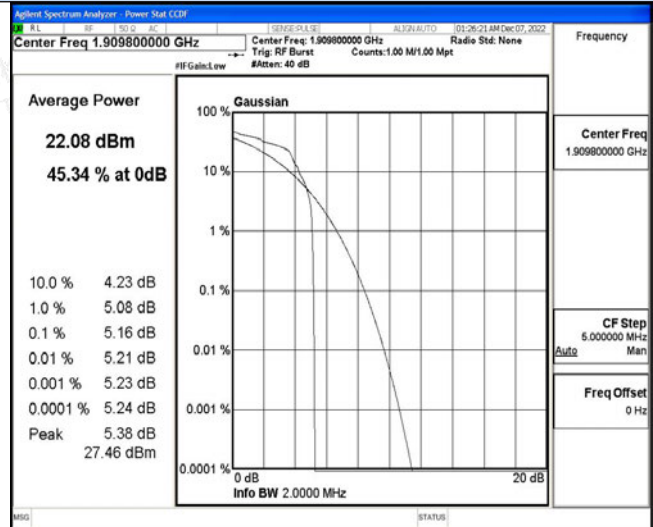 Agilent Spectrum Analyzer - Power Stat CCDF
RL RF 50 Ω AC SENSE:PULSE ALIGN AUTO 01:26:21 AM Dec 07, 2022
Center Freq 1.909800000 GHz
Center Freq: 1.909800000 GHz Radio Std: None
Trig: RF Burst Counts:1.00 M/1.00 Mpt
#IFGain:Low #Atten: 40 dB
Frequency
Average Power
22.08 dBm
45.34 % at 0dB
10.0 % 4.23 dB
1.0 % 5.08 dB
0.1 % 5.16 dB
0.01 % 5.21 dB
0.001 % 5.23 dB
0.0001 % 5.24 dB
Peak 5.38 dB
27.46 dBm
Gaussian
100 %
10 %
1 %
0.1 %
0.01 %
0.001 %
0.0001 %
0 dB 20 dB
Info BW 2.0000 MHz
Center Freq
1.909800000 GHz
CF Step
5.000000 MHz
Auto Man
Freq Offset
0 Hz
MSG STATUS